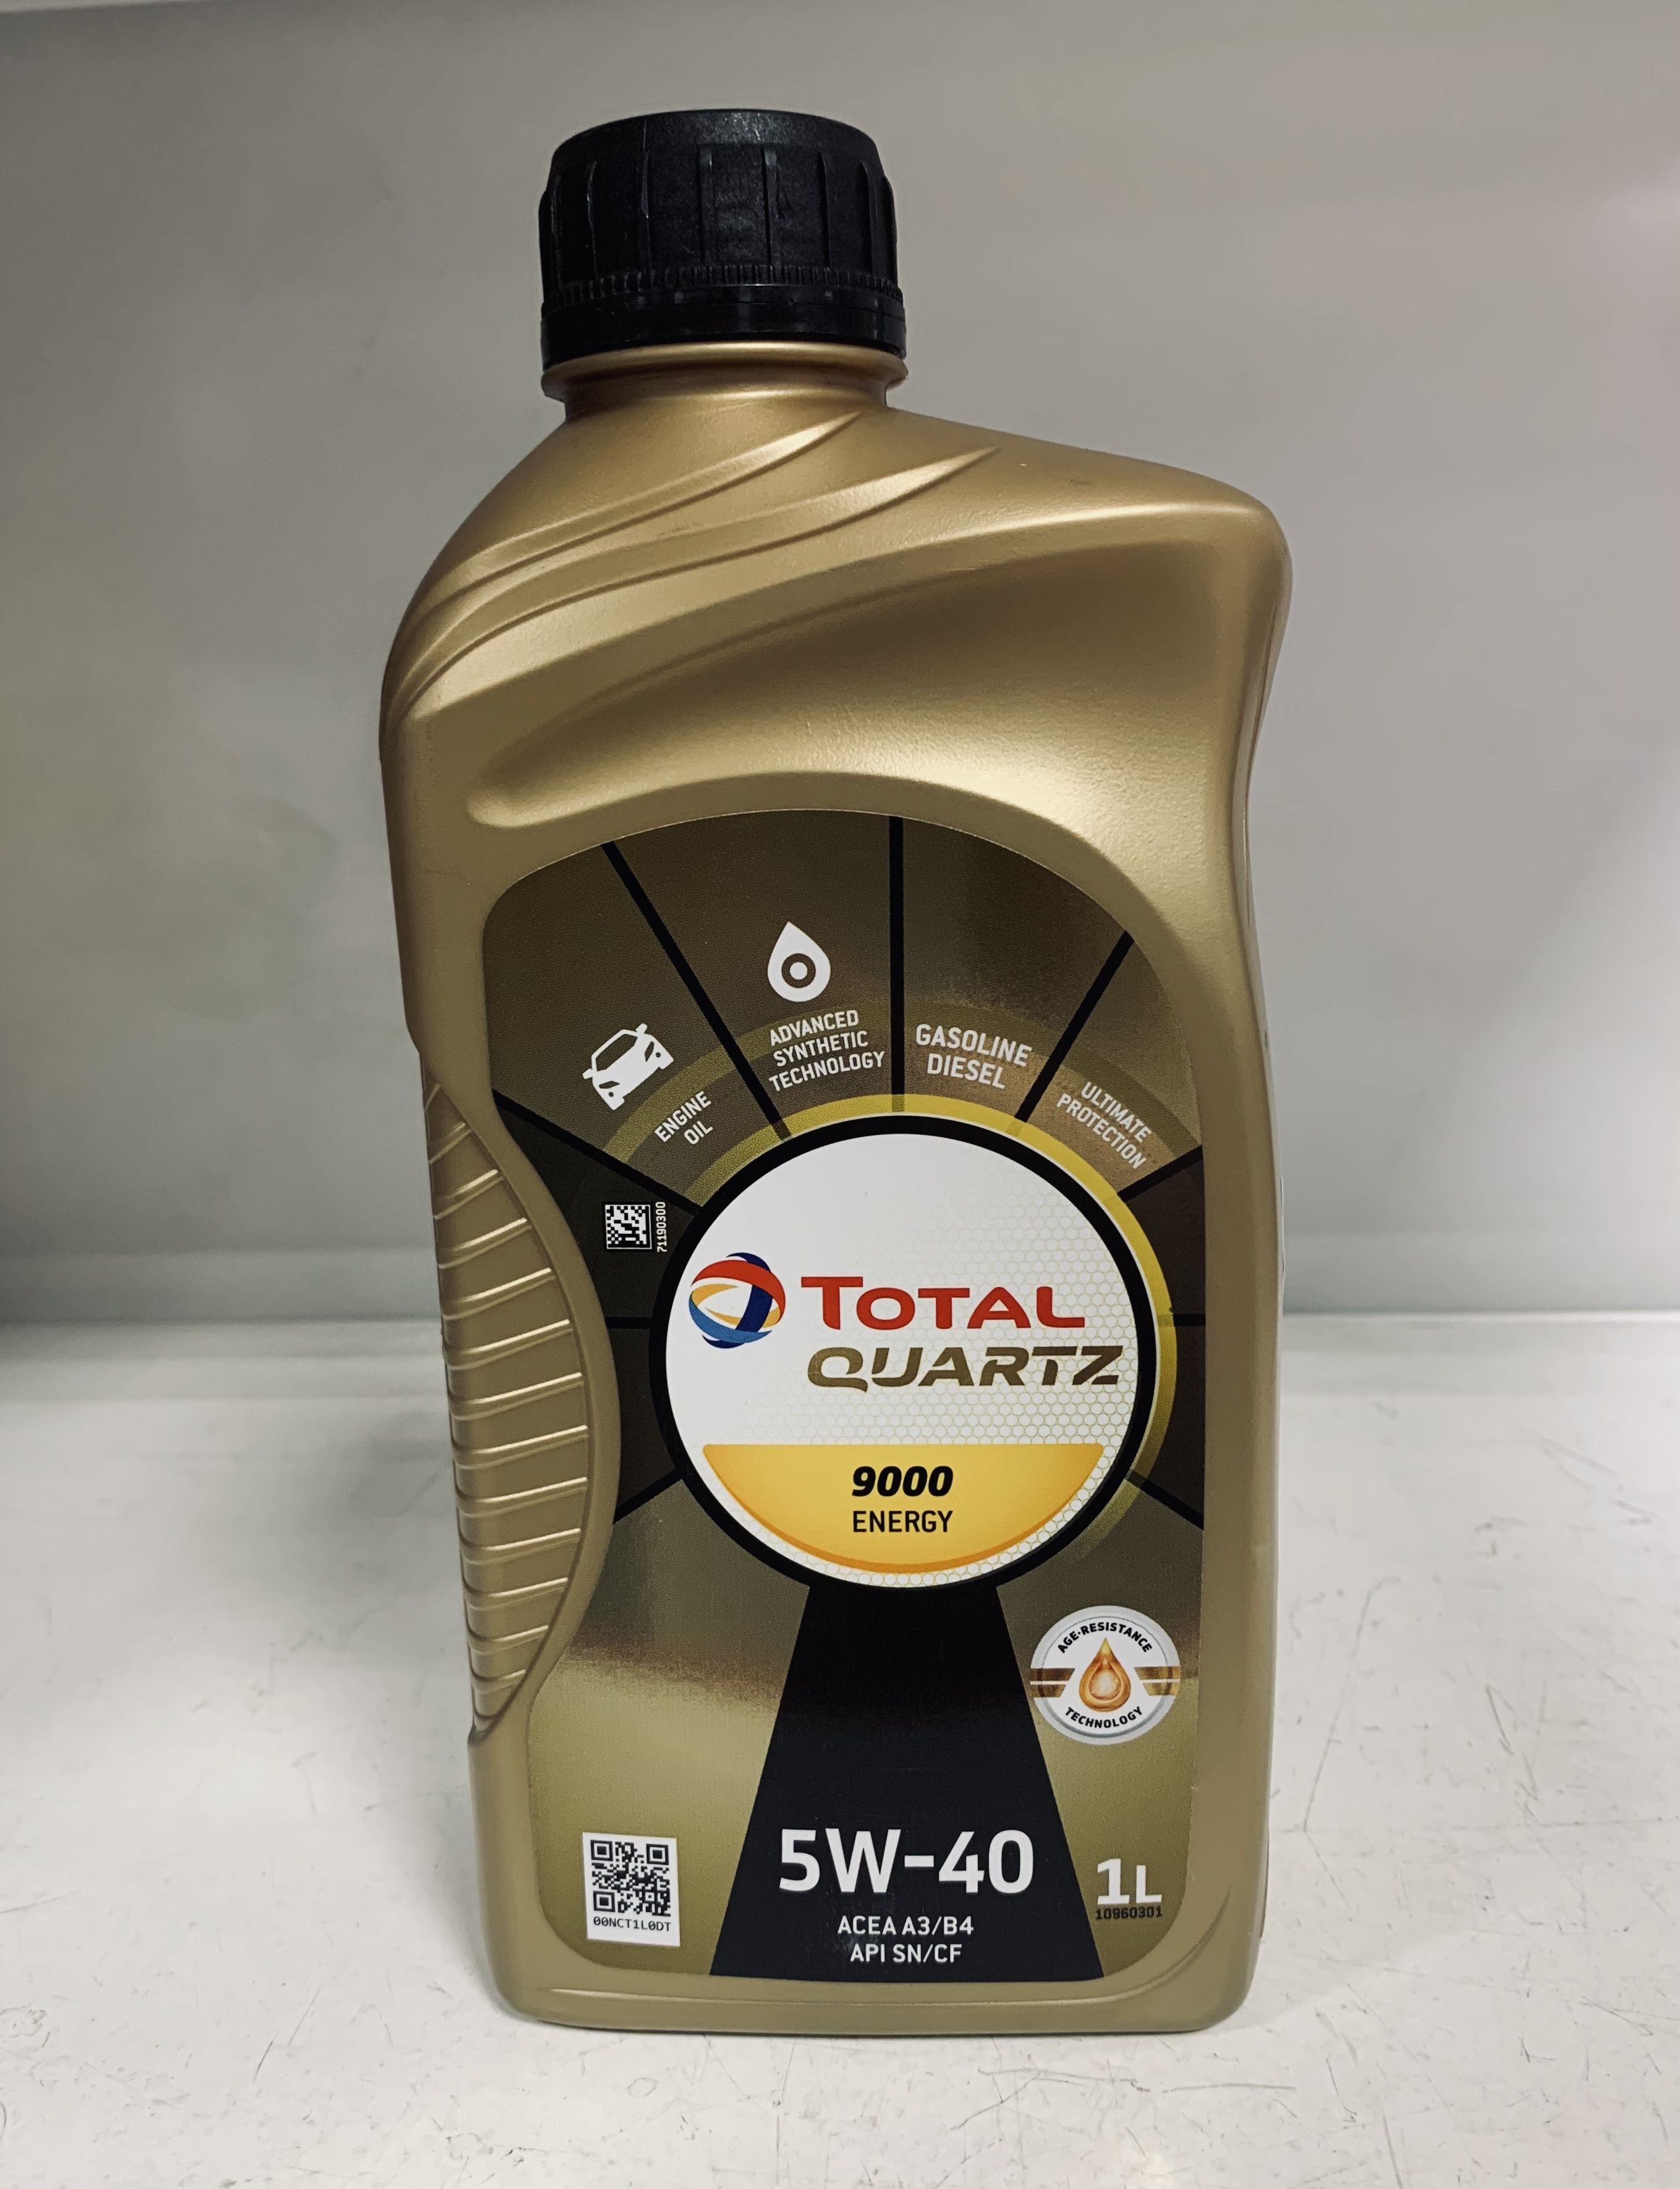 ADVANCED
SYNTHETIC
TECHNOLOGY
GASOLINE
DIESEL
ENGINE
OIL
ULTIMATE
PROTECTION
71190300
TOTAL
QUARTZ
9000
ENERGY
AGE-RESISTANCE
TECHNOLOGY
5W-40
1L
10960301
00NCT1L0DT
ACEA A3/B4
API SN/CF